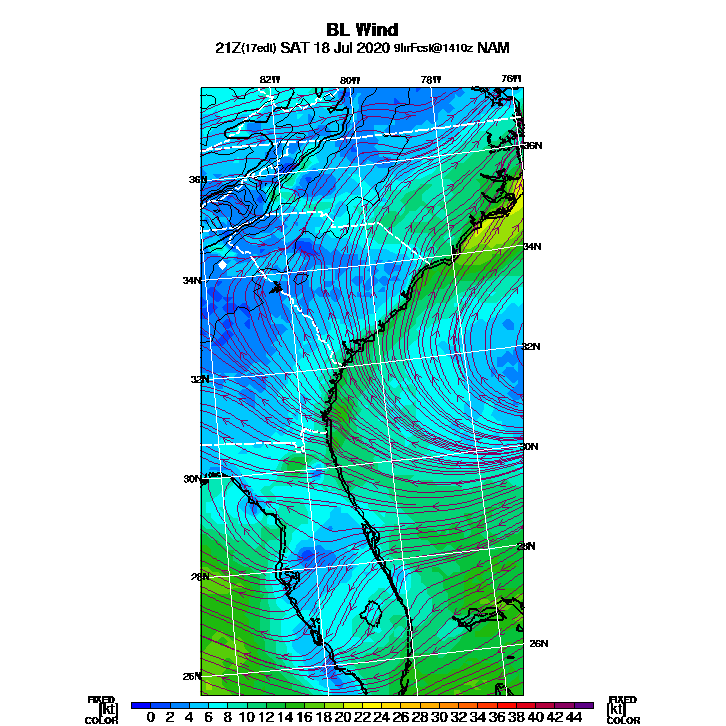 BL Wind
21Z(17edt) SAT 18 Jul 2020 9hrFcst@1410z NAM
82W 80W 78W 76W
36N
36N
34N
34N
32N
32N
30N
30N
28N
28N
26N
26N
FIXED FIXED
[kt] 0 2 4 6 8 10 12 14 16 18 20 22 24 26 28 30 32 34 36 38 40 42 44 [kt]
COLOR COLOR